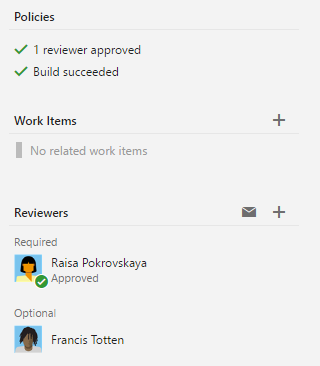 Policies
1 reviewer approved
Build succeeded
Work Items
No related work items
Reviewers
Required
Raisa Pokrovskaya
Approved
Optional
Francis Totten